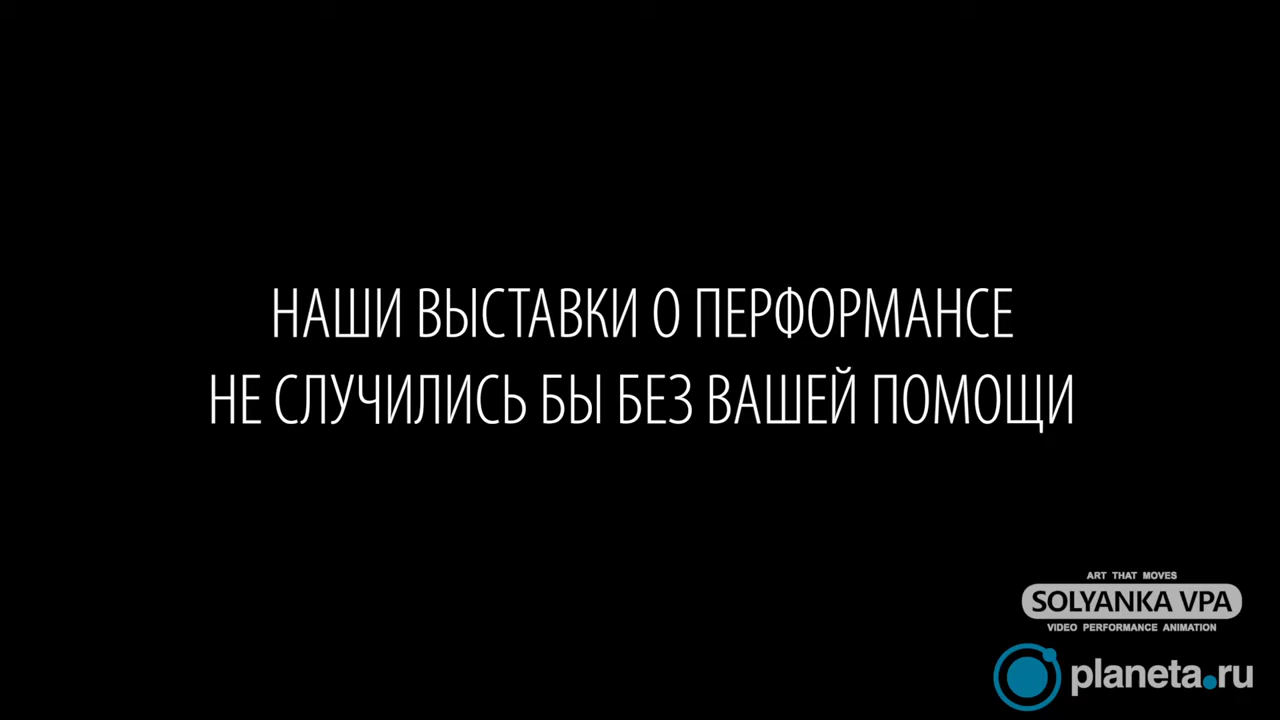 НАШИ ВЫСТАВКИ О ПЕРФОРМАНСЕ
НЕ СЛУЧИЛИСЬ БЫ БЕЗ ВАШЕЙ ПОМОЩИ
ART THAT MOVES
SOLYANKA VPA
VIDEO PERFORMANCE ANIMATION
planeta.ru